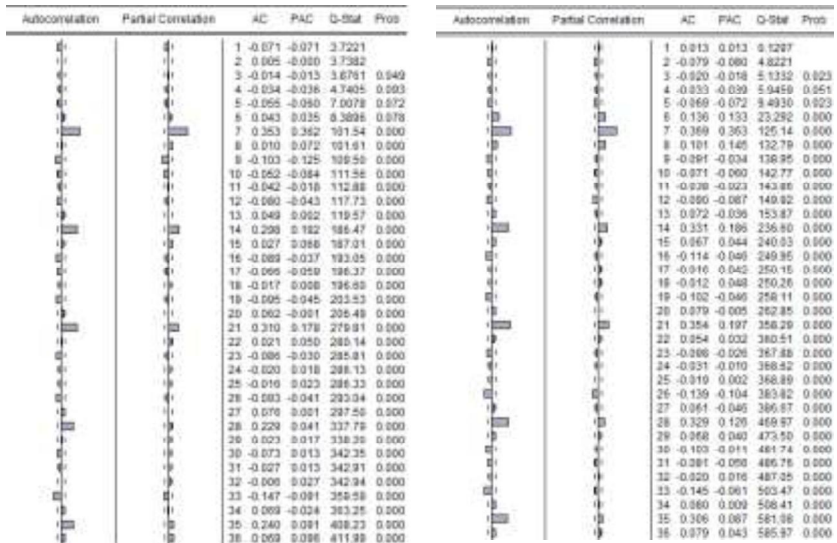 Autocorrelation Partial Correlation AC PAC Q-Stat Prob
1 -0.071 -0.071 3.7221
2 0.005 -0.000 3.7382
3 -0.014 -0.013 3.8761 0.049
4 -0.034 -0.036 4.7405 0.093
5 -0.055 -0.060 7.0078 0.072
6 0.043 0.035 8.3896 0.078
7 0.353 0.362 101.54 0.000
8 0.010 0.072 101.61 0.000
9 -0.103 -0.125 109.50 0.000
10 -0.052 -0.084 111.56 0.000
11 -0.042 -0.018 112.88 0.000
12 -0.080 -0.043 117.73 0.000
13 0.049 0.002 119.57 0.000
14 0.298 0.192 186.47 0.000
15 0.027 0.066 187.01 0.000
16 -0.089 -0.037 193.05 0.000
17 -0.066 -0.059 196.37 0.000
18 -0.017 0.008 196.60 0.000
19 -0.095 -0.045 203.53 0.000
20 0.062 -0.001 206.49 0.000
21 0.310 0.178 279.91 0.000
22 0.021 0.050 280.14 0.000
23 -0.086 -0.030 285.81 0.000
24 -0.020 0.018 286.13 0.000
25 -0.016 0.023 286.33 0.000
26 -0.093 -0.041 293.04 0.000
27 0.076 0.001 297.50 0.000
28 0.229 0.041 337.79 0.000
29 0.023 0.017 338.20 0.000
30 -0.073 0.013 342.35 0.000
31 -0.027 0.013 342.91 0.000
32 -0.006 0.027 342.94 0.000
33 -0.147 -0.091 359.59 0.000
34 0.069 -0.024 363.25 0.000
35 0.240 0.091 408.23 0.000
36 0.069 0.096 411.99 0.000
Autocorrelation Partial Correlation AC PAC Q-Stat Prob
1 0.013 0.013 0.1207
2 -0.079 -0.080 4.8221
3 -0.020 -0.018 5.1332 0.023
4 -0.033 -0.039 5.9459 0.051
5 -0.069 -0.072 9.4930 0.023
6 0.136 0.133 23.292 0.000
7 0.369 0.363 125.14 0.000
8 0.101 0.145 132.79 0.000
9 -0.091 -0.034 138.95 0.000
10 -0.071 -0.060 142.77 0.000
11 -0.038 -0.023 143.86 0.000
12 -0.090 -0.087 149.92 0.000
13 0.072 -0.036 153.87 0.000
14 0.331 0.186 236.60 0.000
15 0.067 0.044 240.03 0.000
16 -0.114 -0.046 249.95 0.000
17 -0.016 0.042 250.15 0.000
18 -0.012 0.048 250.26 0.000
19 -0.102 -0.046 258.11 0.000
20 0.079 -0.005 262.85 0.000
21 0.354 0.197 358.29 0.000
22 0.054 0.032 360.51 0.000
23 -0.098 -0.026 367.88 0.000
24 -0.031 -0.010 368.62 0.000
25 -0.019 0.002 368.89 0.000
26 -0.139 -0.104 383.82 0.000
27 0.061 -0.046 386.67 0.000
28 0.329 0.126 469.97 0.000
29 0.068 0.040 473.50 0.000
30 -0.103 -0.011 481.74 0.000
31 -0.081 -0.058 486.76 0.000
32 -0.020 0.016 487.05 0.000
33 -0.145 -0.061 503.47 0.000
34 0.080 0.009 508.41 0.000
35 0.306 0.087 581.08 0.000
36 0.079 0.043 585.97 0.000